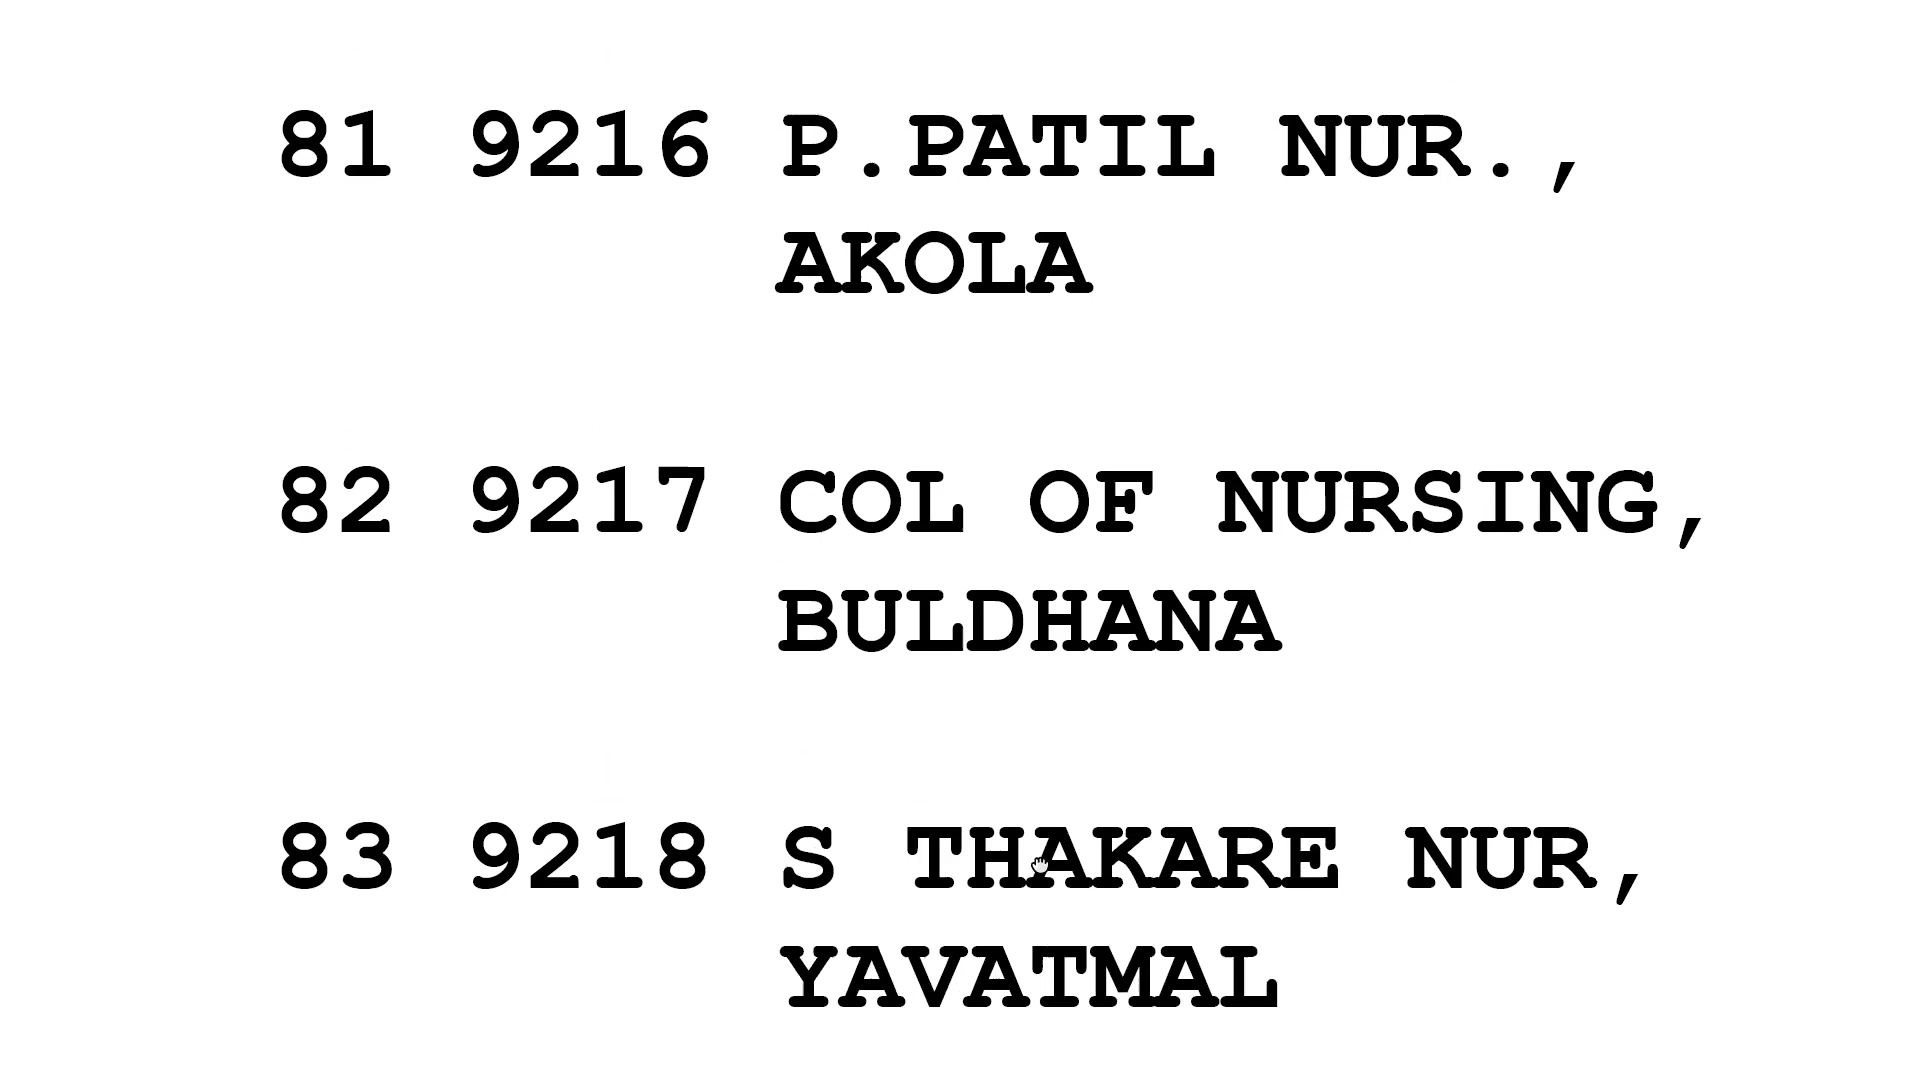 81 9216 P.PATIL NUR.,
AKOLA
82 9217 COL OF NURSING,
BULDHANA
83 9218 S THAKARE NUR,
YAVATMAL